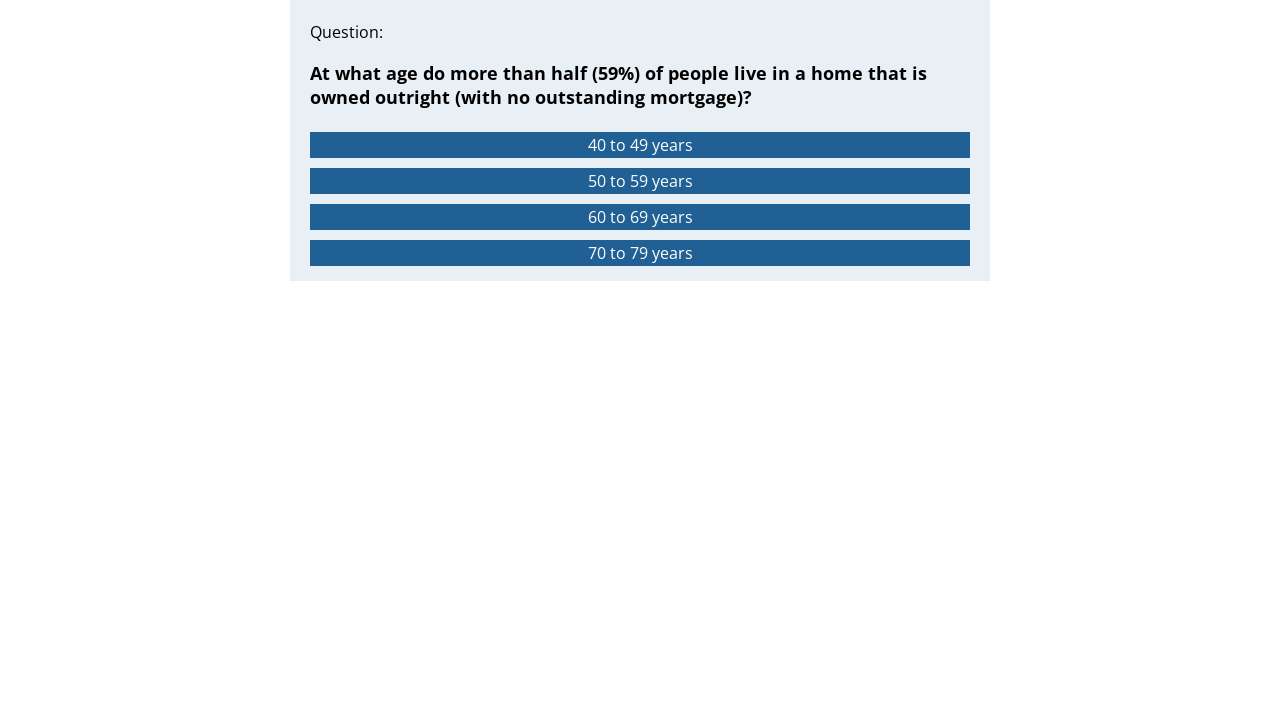 Question:
At what age do more than half (59%) of people live in a home that is
owned outright (with no outstanding mortgage)?
40 to 49 years
50 to 59 years
60 to 69 years
70 to 79 years